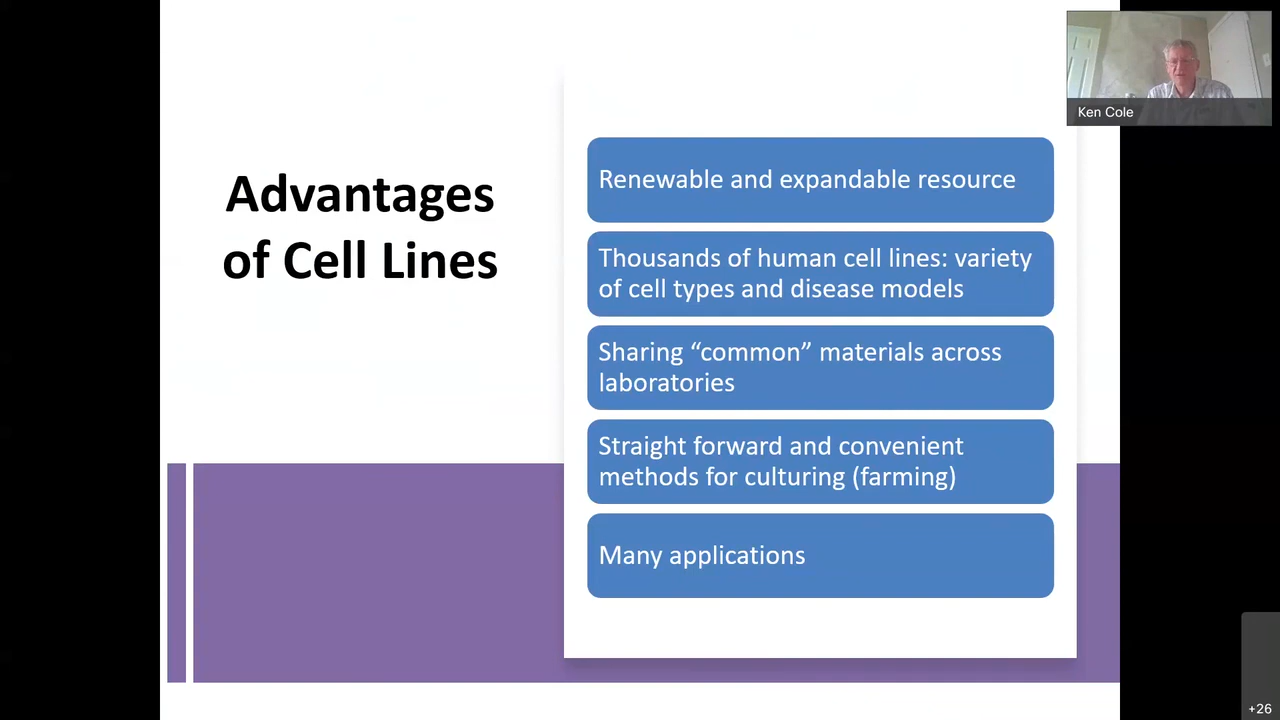 Advantages
of Cell Lines
Renewable and expandable resource
Thousands of human cell lines: variety
of cell types and disease models
Sharing “common” materials across
laboratories
Straight forward and convenient
methods for culturing (farming)
Many applications
Ken Cole
+26